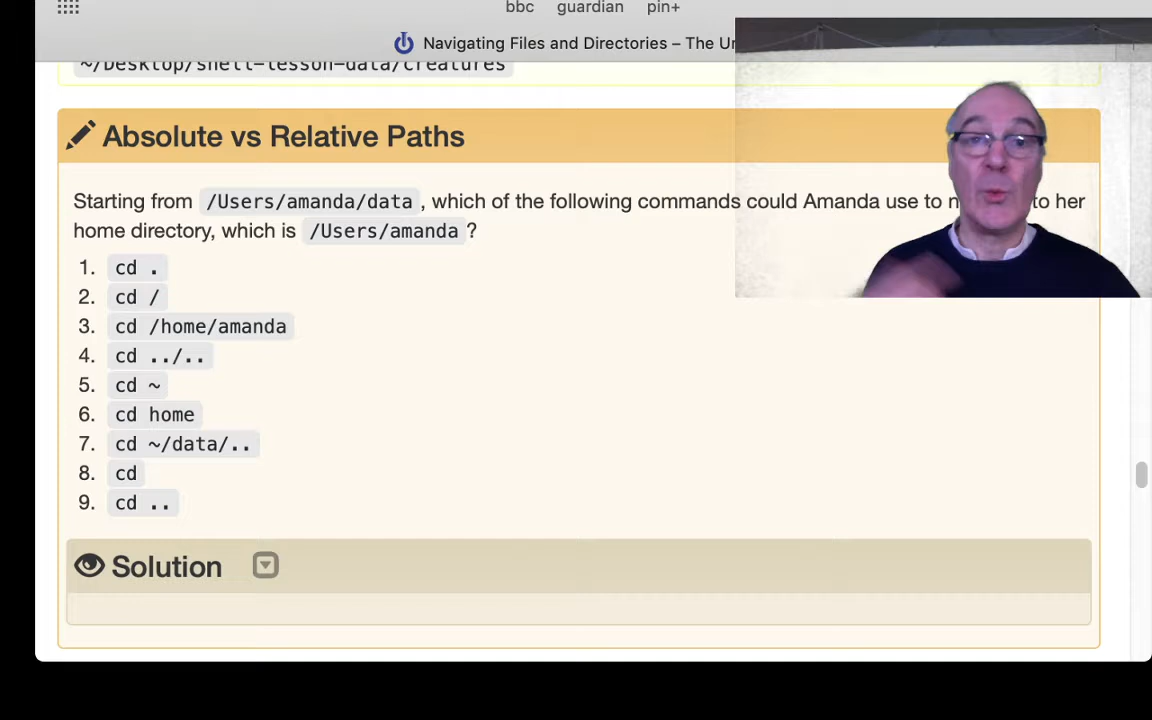 bbc guardian pin+
Navigating Files and Directories – The
~/Desktop/shell-lesson-data/creatures
Absolute vs Relative Paths
Starting from /Users/amanda/data, which of the following commands could Amanda use to to her
home directory, which is /Users/amanda?
1. cd .
2. cd /
3. cd /home/amanda
4. cd ../..
5. cd ~
6. cd home
7. cd ~/data/..
8. cd
9. cd ..
Solution